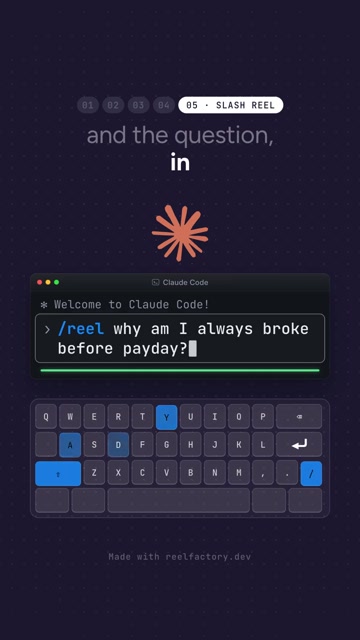 01 02 03 04 05 · SLASH REEL
and the question,
in
Claude Code
✻ Welcome to Claude Code!
› /reel why am I always broke
before payday?
Q W E R T Y U I O P ⌫
A S D F G H J K L
⇧ Z X C V B N M , . /
Made with reelfactory.dev